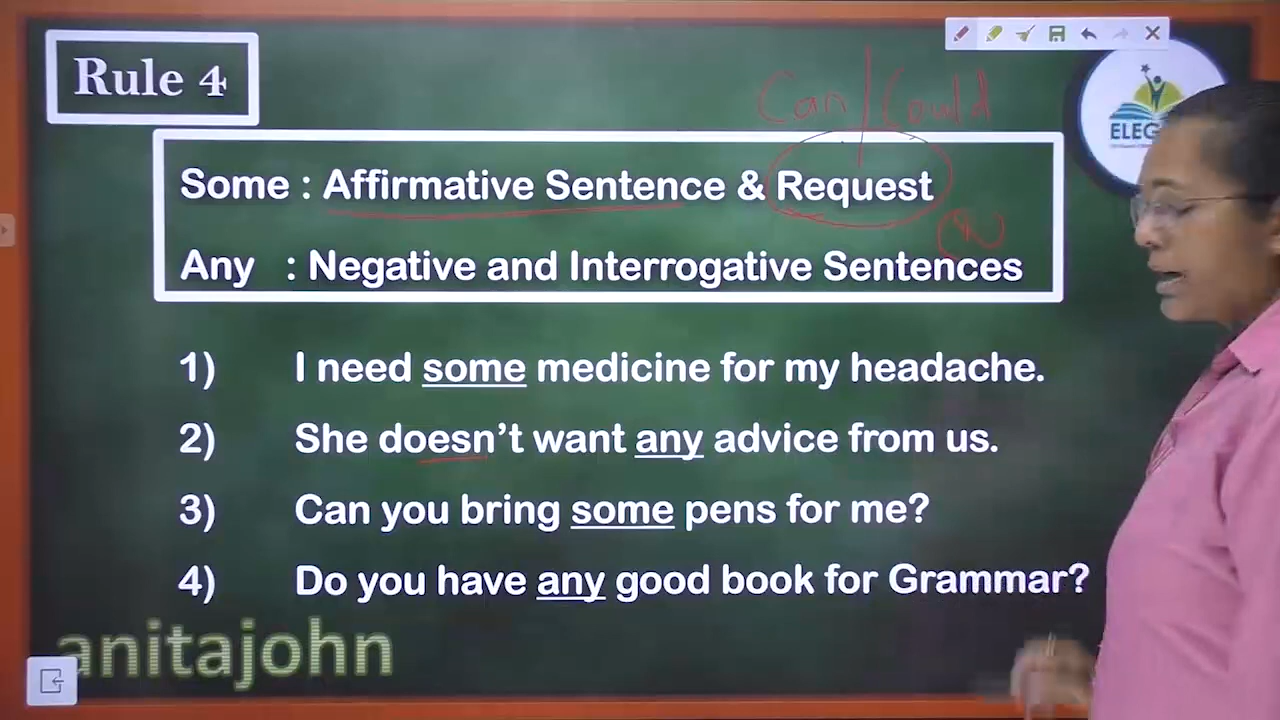 Rule 4
Can/Could
Some : Affirmative Sentence & Request
Any : Negative and Interrogative Sentences
ELEG
1) I need some medicine for my headache.
2) She doesn't want any advice from us.
3) Can you bring some pens for me?
4) Do you have any good book for Grammar?
anitajohn